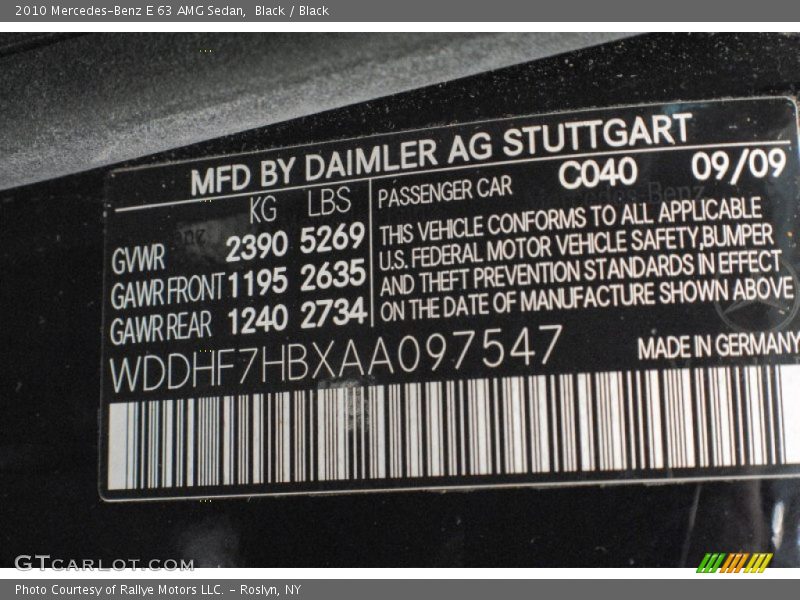 2010 Mercedes-Benz E 63 AMG Sedan, Black / Black
MFD BY DAIMLER AG STUTTGART
KG LBS
GVWR 2390 5269
GAWR FRONT 1195 2635
GAWR REAR 1240 2734
PASSENGER CAR C040 09/09
THIS VEHICLE CONFORMS TO ALL APPLICABLE
U.S. FEDERAL MOTOR VEHICLE SAFETY,BUMPER
AND THEFT PREVENTION STANDARDS IN EFFECT
ON THE DATE OF MANUFACTURE SHOWN ABOVE
WDDHF7HBXAA097547
MADE IN GERMANY
GTCARLOT.COM
Photo Courtesy of Rallye Motors LLC. - Roslyn, NY